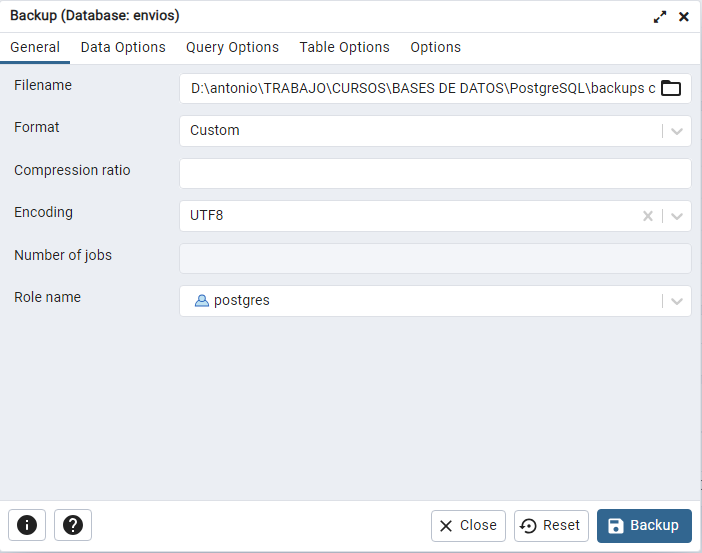 Backup (Database: envios)
General Data Options Query Options Table Options Options
Filename D:\antonio\TRABAJO\CURSOS\BASES DE DATOS\PostgreSQL\backups c
Format Custom
Compression ratio
Encoding UTF8
Number of jobs
Role name postgres
Close Reset Backup